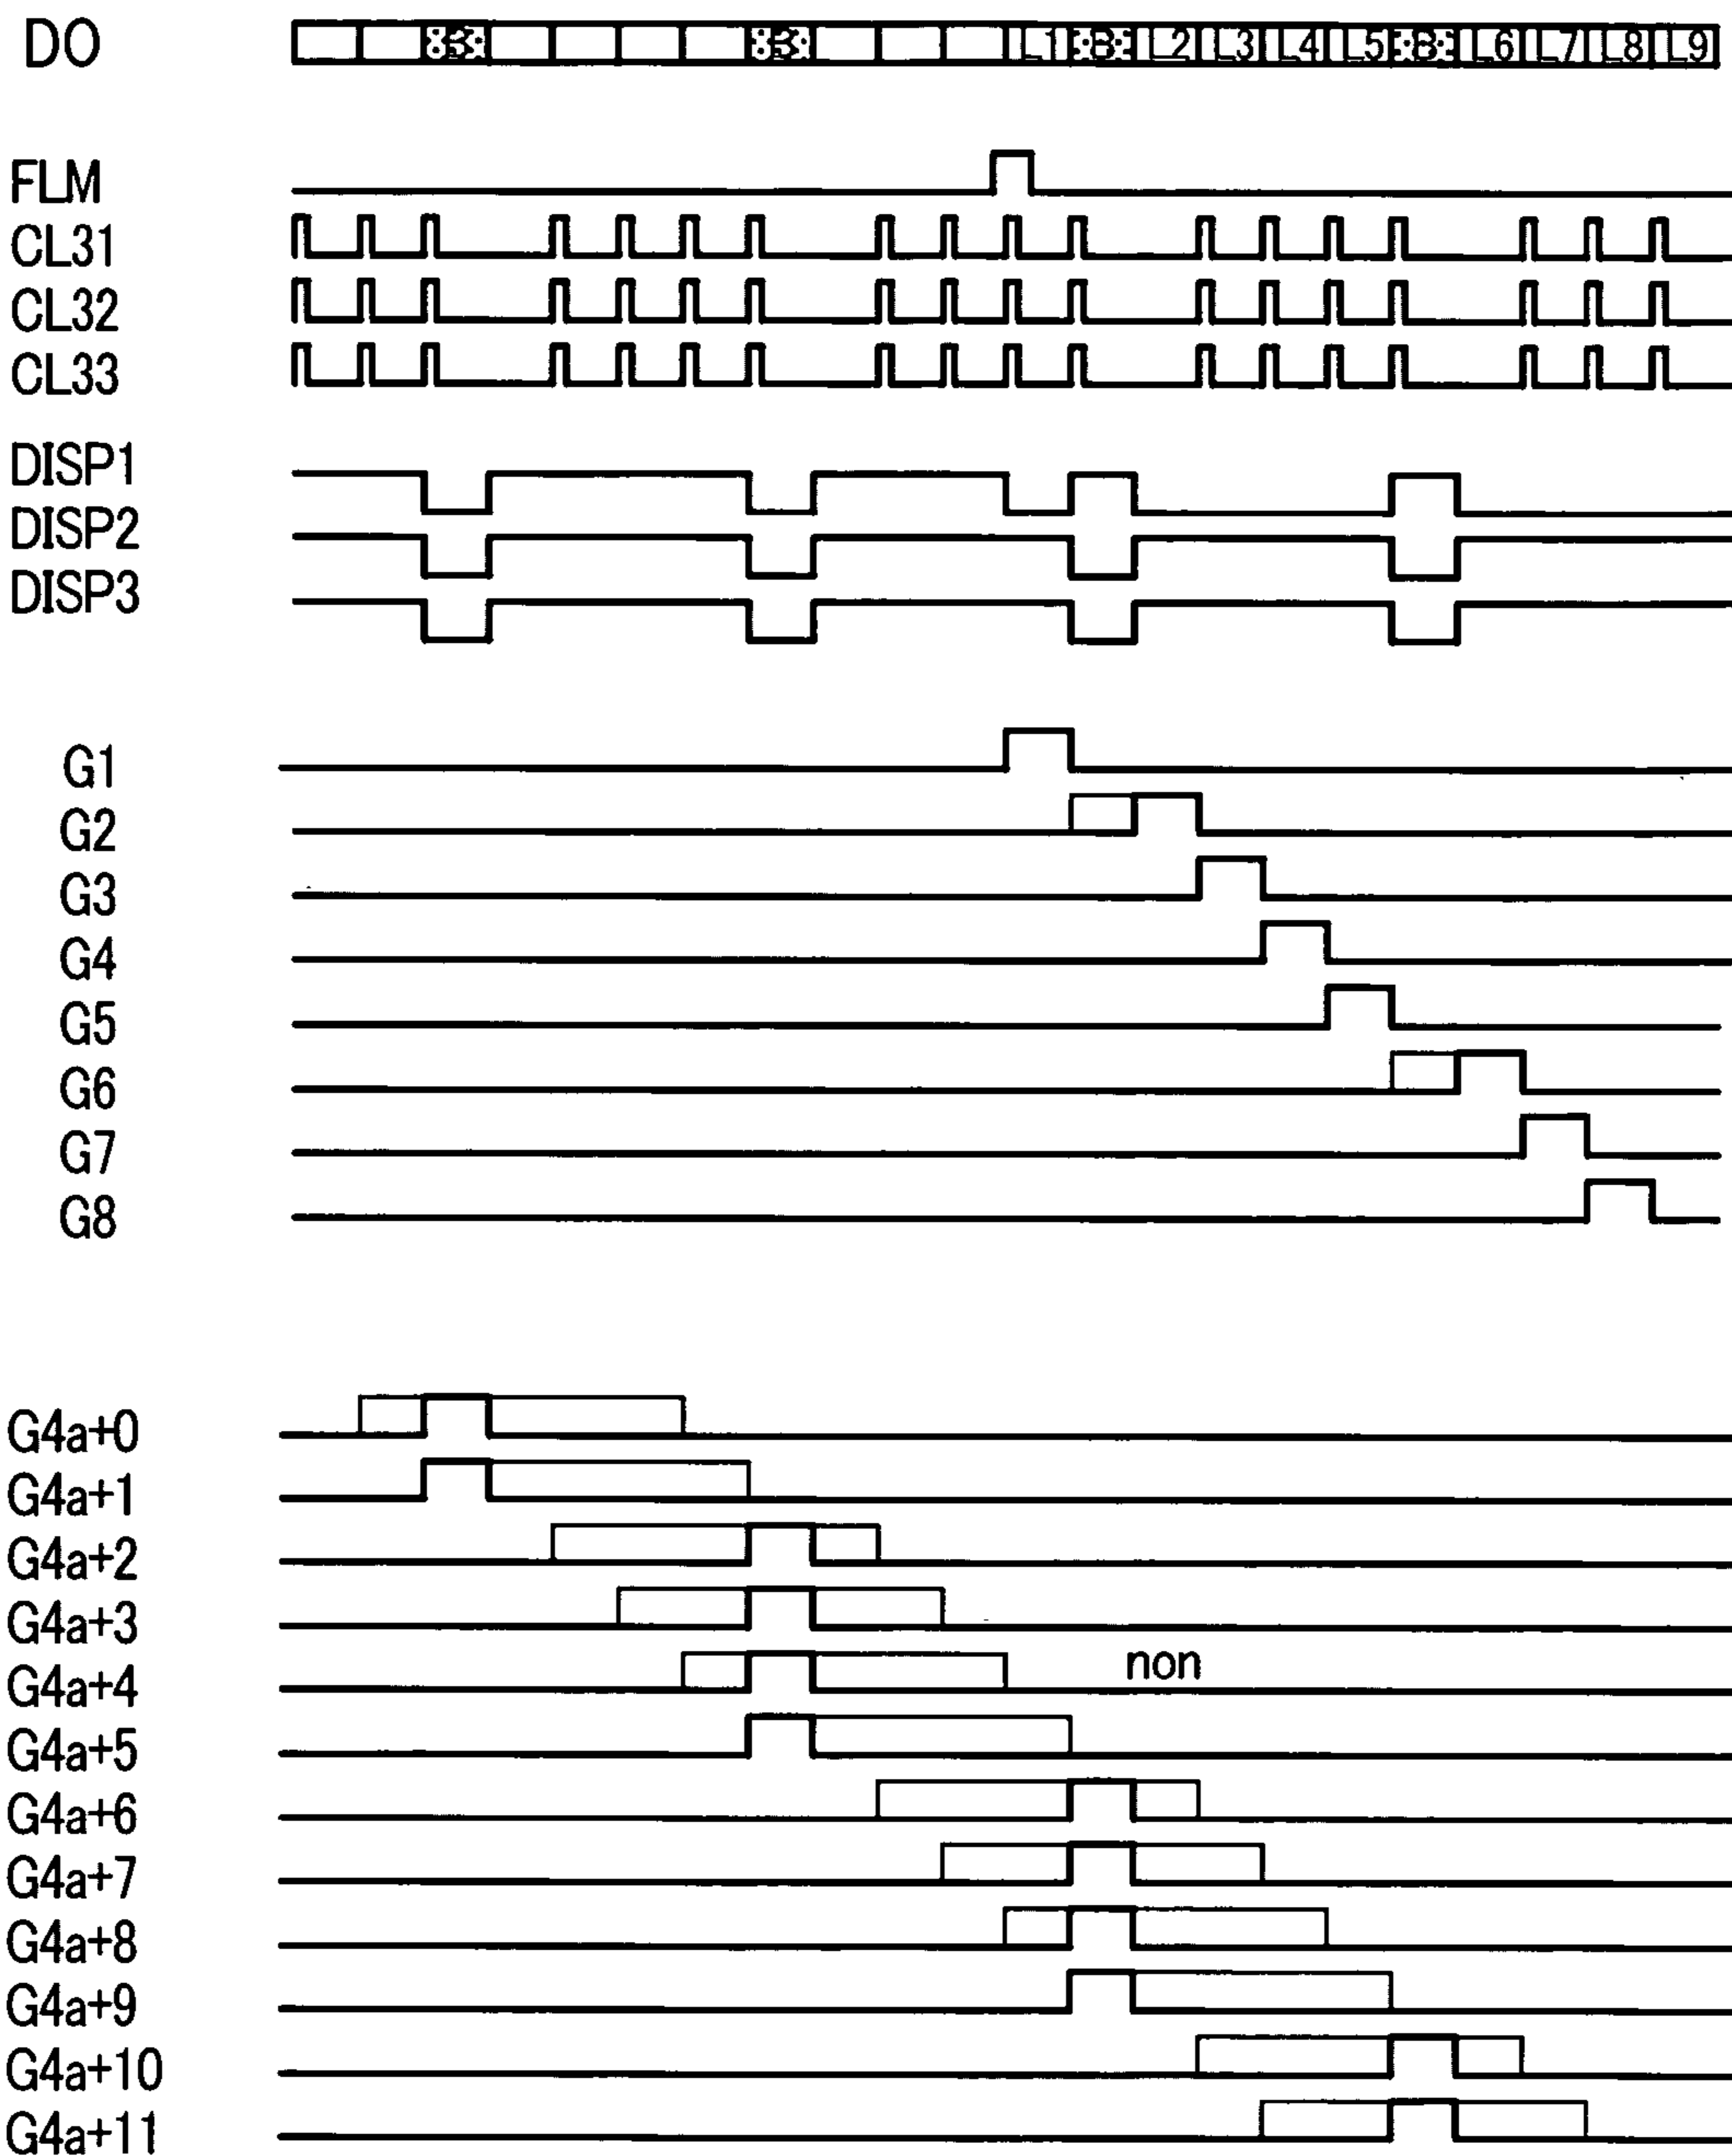 DO B B L1 B L2 L3 L4 L5 B L6 L7 L8 L9
FLM
CL31
CL32
CL33
DISP1
DISP2
DISP3
G1
G2
G3
G4
G5
G6
G7
G8
G4a+0
G4a+1
G4a+2
G4a+3
G4a+4 non
G4a+5
G4a+6
G4a+7
G4a+8
G4a+9
G4a+10
G4a+11